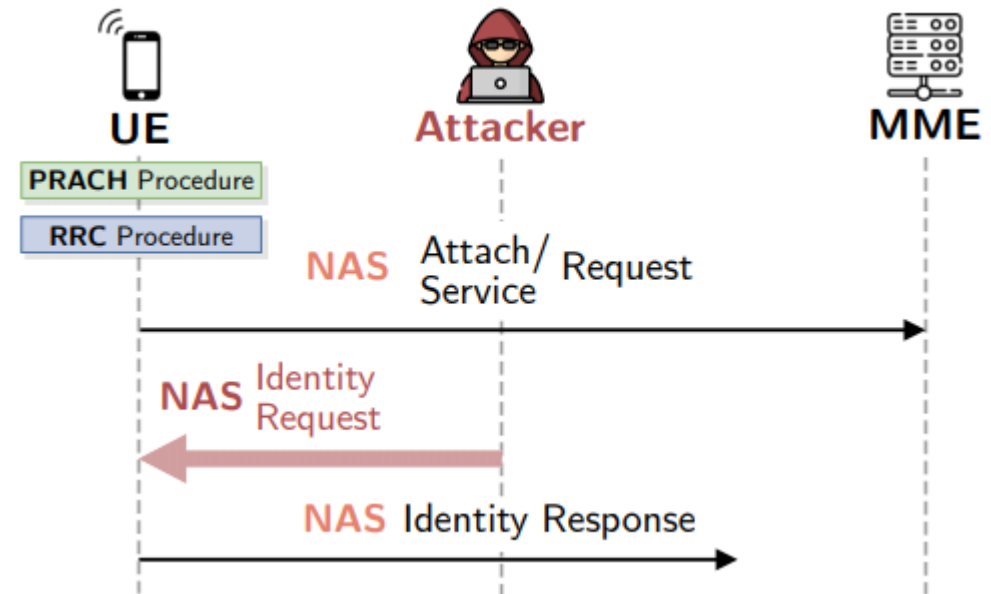 UE
Attacker
MME
PRACH Procedure
RRC Procedure
NAS Attach/
Service Request
NAS Identity
Request
NAS Identity Response